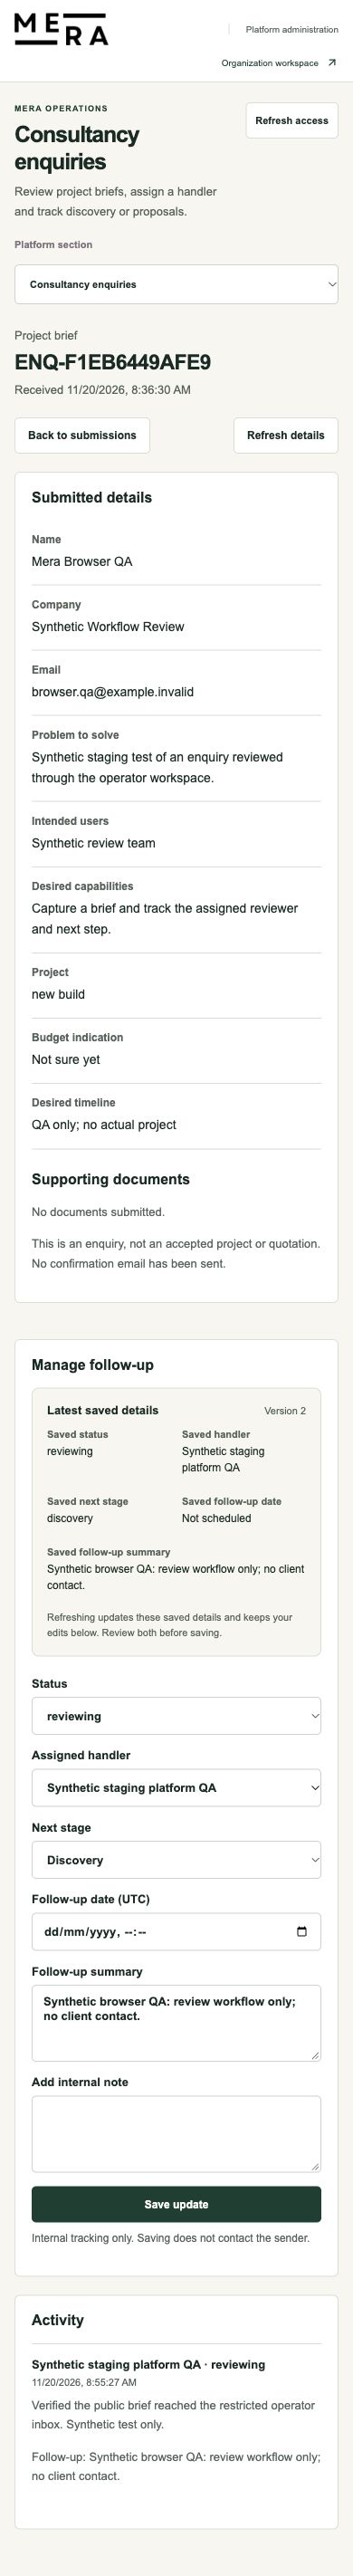 MERA
Platform administration
Organization workspace
MERA OPERATIONS
Consultancy
enquiries
Refresh access
Review project briefs, assign a handler
and track discovery or proposals.
Platform section
Consultancy enquiries
Project brief
ENQ-F1EB6449AFE9
Received 11/20/2026, 8:36:30 AM
Back to submissions
Refresh details
Submitted details
Name
Mera Browser QA
Company
Synthetic Workflow Review
Email
browser.qa@example.invalid
Problem to solve
Synthetic staging test of an enquiry reviewed
through the operator workspace.
Intended users
Synthetic review team
Desired capabilities
Capture a brief and track the assigned reviewer
and next step.
Project
new build
Budget indication
Not sure yet
Desired timeline
QA only; no actual project
Supporting documents
No documents submitted.
This is an enquiry, not an accepted project or quotation.
No confirmation email has been sent.
Manage follow-up
Latest saved details
Version 2
Saved status
reviewing
Saved handler
Synthetic staging
platform QA
Saved next stage
discovery
Saved follow-up date
Not scheduled
Saved follow-up summary
Synthetic browser QA: review workflow only; no client
contact.
Refreshing updates these saved details and keeps your
edits below. Review both before saving.
Status
reviewing
Assigned handler
Synthetic staging platform QA
Next stage
Discovery
Follow-up date (UTC)
dd/mm/yyyy, --:--
Follow-up summary
Synthetic browser QA: review workflow only;
no client contact.
Add internal note
Save update
Internal tracking only. Saving does not contact the sender.
Activity
Synthetic staging platform QA · reviewing
11/20/2026, 8:55:27 AM
Verified the public brief reached the restricted operator
inbox. Synthetic test only.
Follow-up: Synthetic browser QA: review workflow only;
no client contact.